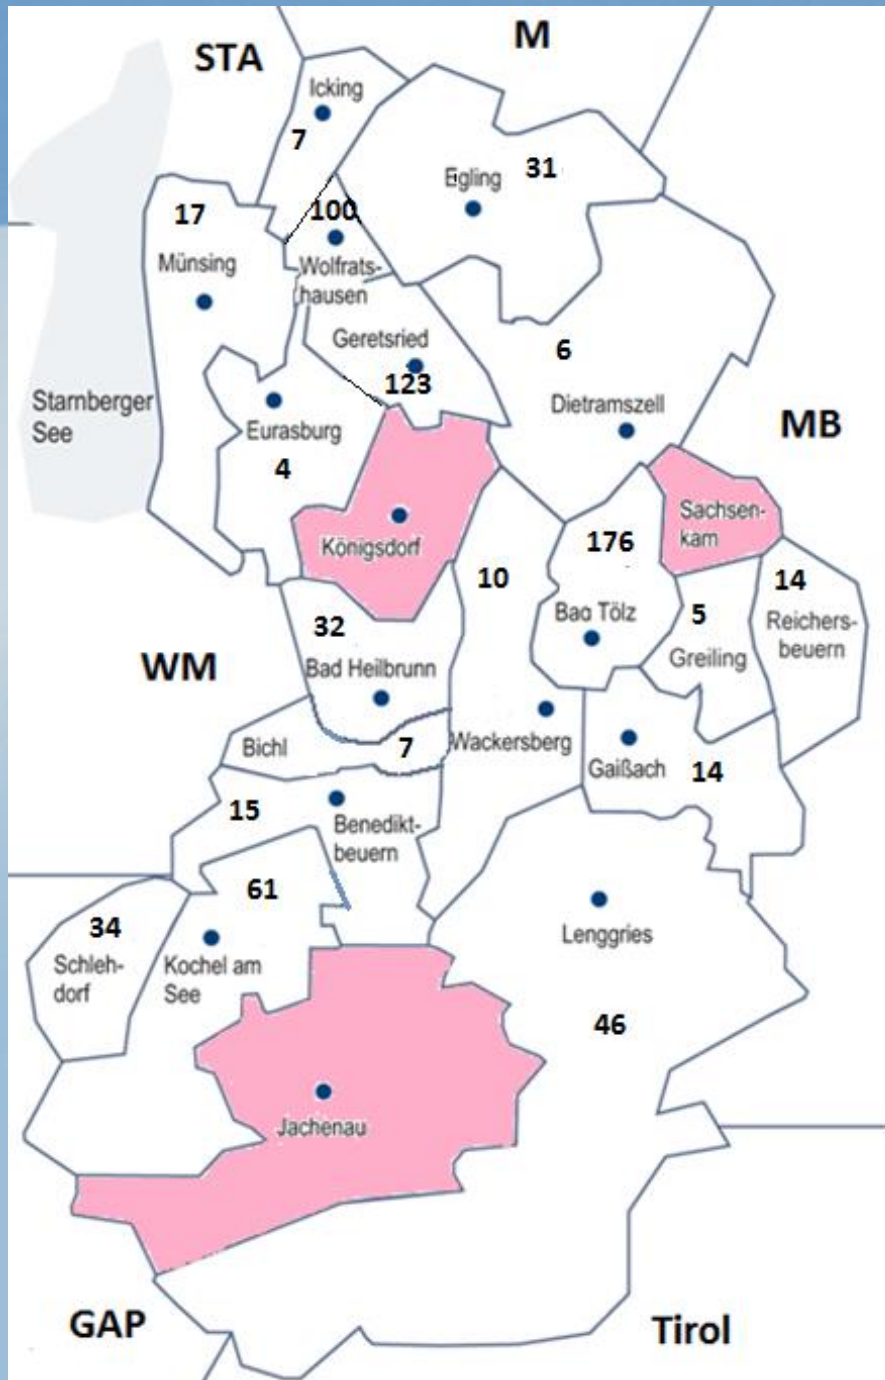 M
STA
Icking
7
31
Egling
17
100
Münsing
Wolfrats-
hausen
Geretsried
6
123
Starnberger
See
Dietramszell
MB
Eurasburg
4
Sachsen-
kam
Königsdorf
176
10
14
Bad Tölz
5
Reichers-
beuern
32
Greiling
WM
Bad Heilbrunn
Bichl
7
Wackersberg
Gaißach
14
15
Benedikt-
beuern
61
34
Lenggries
Schleh-
dorf
Kochel am
See
46
Jachenau
GAP
Tirol